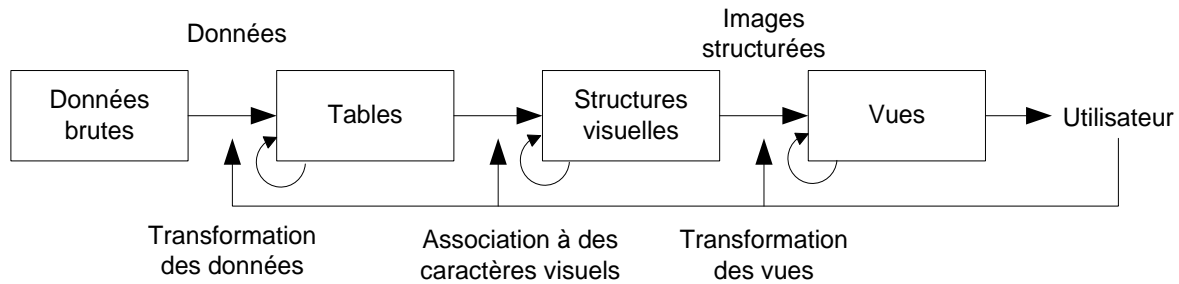 Données
Images
structurées
Données
brutes
Tables
Structures
visuelles
Vues
Utilisateur
Transformation
des données
Association à des
caractères visuels
Transformation
des vues